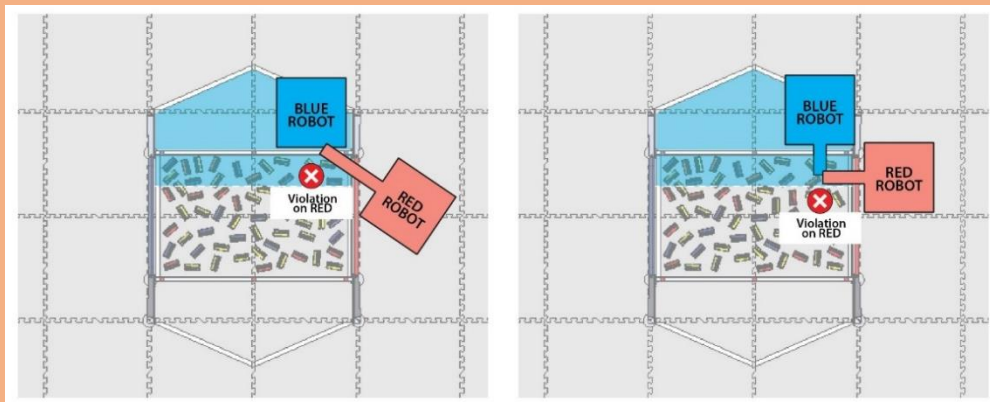 BLUE
ROBOT
RED
ROBOT
Violation
on RED
BLUE
ROBOT
RED
ROBOT
Violation
on RED